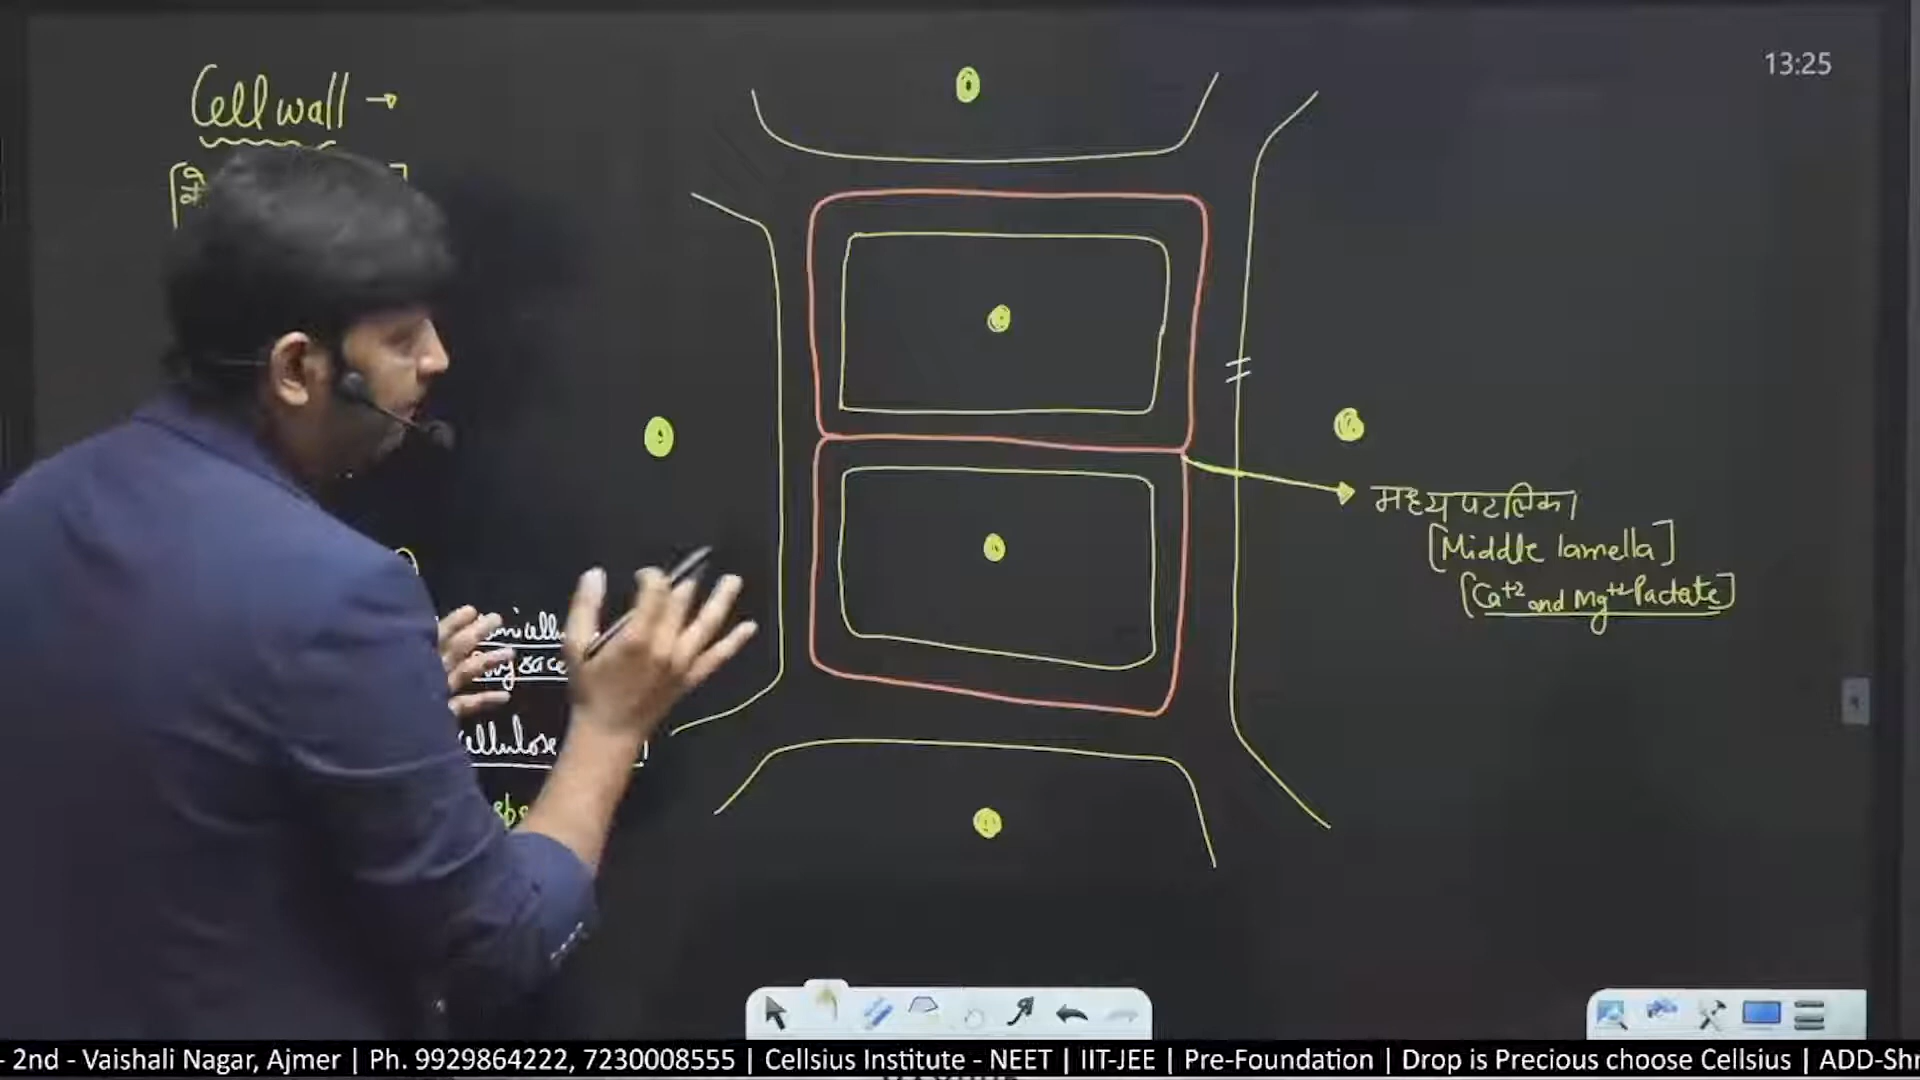 13:25
Cell wall →
मध्य पटलिका
[Middle lamella]
[Ca+2 and Mg+2 Pactate]
- 2nd - Vaishali Nagar, Ajmer | Ph. 9929864222, 7230008555 | Cellsius Institute - NEET | IIT-JEE | Pre-Foundation | Drop is Precious choose Cellsius | ADD-Shr